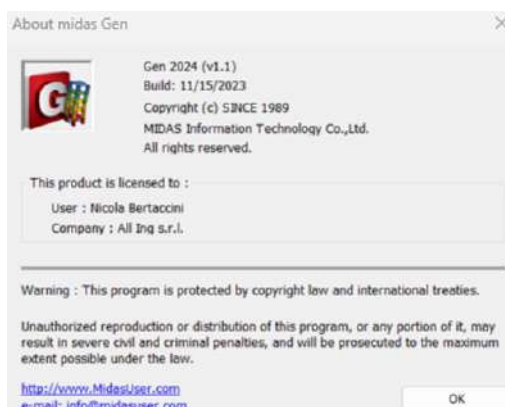 About midas Gen
Gen 2024 (v1.1)
Build: 11/15/2023
Copyright (c) SINCE 1989
MIDAS Information Technology Co.,Ltd.
All rights reserved.
This product is licensed to :
User : Nicola Bertaccini
Company : All Ing s.r.l.
Warning : This program is protected by copyright law and international treaties.
Unauthorized reproduction or distribution of this program, or any portion of it, may
result in severe civil and criminal penalties, and will be prosecuted to the maximum
extent possible under the law.
http://www.MidasUser.com
e-mail: info@midasuser.com
OK